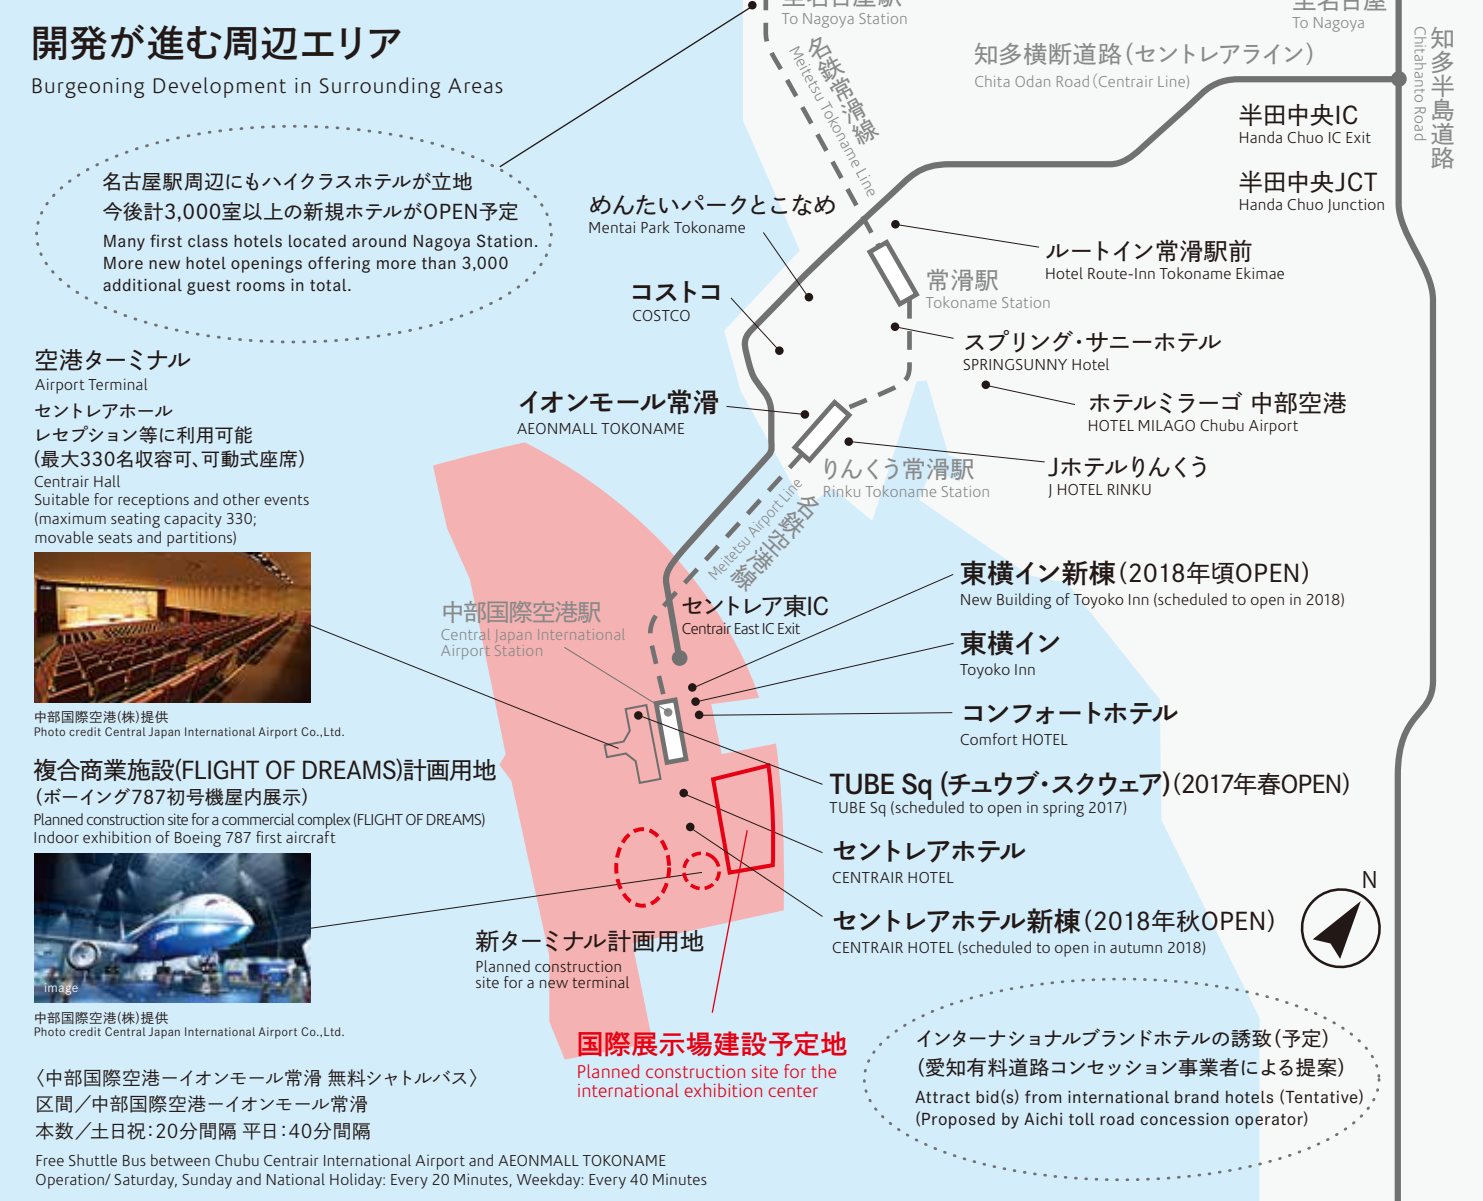 開発が進む周辺エリア
Burgeoning Development in Surrounding Areas
名古屋駅周辺にもハイクラスホテルが立地
今後計3,000室以上の新規ホテルがOPEN予定
Many first class hotels located around Nagoya Station.
More new hotel openings offering more than 3,000
additional guest rooms in total.
To Nagoya Station
名鉄常滑線
Meitetsu Tokoname Line
知多横断道路(セントレアライン)
Chita Odan Road (Centrair Line)
To Nagoya
知多半島道路
Chitahanto Road
半田中央IC
Handa Chuo IC Exit
半田中央JCT
Handa Chuo Junction
めんたいパークとこなめ
Mentai Park Tokoname
ルートイン常滑駅前
Hotel Route-Inn Tokoname Ekimae
常滑駅
Tokoname Station
コストコ
COSTCO
スプリング・サニーホテル
SPRINGSUNNY Hotel
イオンモール常滑
AEONMALL TOKONAME
ホテルミラーゴ 中部空港
HOTEL MILAGO Chubu Airport
りんくう常滑駅
Rinku Tokoname Station
Jホテルりんくう
J HOTEL RINKU
Meitetsu Airport Line
名鉄空港線
空港ターミナル
Airport Terminal
セントレアホール
レセプション等に利用可能
(最大330名収容可、可動式座席)
Centrair Hall
Suitable for receptions and other events
(maximum seating capacity 330;
movable seats and partitions)
中部国際空港(株)提供
Photo credit Central Japan International Airport Co.,Ltd.
中部国際空港駅
Central Japan International
Airport Station
セントレア東IC
Centrair East IC Exit
東横イン新棟(2018年頃OPEN)
New Building of Toyoko Inn (scheduled to open in 2018)
東横イン
Toyoko Inn
コンフォートホテル
Comfort HOTEL
TUBE Sq (チュウブ・スクウェア)(2017年春OPEN)
TUBE Sq (scheduled to open in spring 2017)
セントレアホテル
CENTRAIR HOTEL
セントレアホテル新棟(2018年秋OPEN)
CENTRAIR HOTEL (scheduled to open in autumn 2018)
N
複合商業施設(FLIGHT OF DREAMS)計画用地
(ボーイング787初号機屋内展示)
Planned construction site for a commercial complex (FLIGHT OF DREAMS)
Indoor exhibition of Boeing 787 first aircraft
image
中部国際空港(株)提供
Photo credit Central Japan International Airport Co.,Ltd.
新ターミナル計画用地
Planned construction
site for a new terminal
国際展示場建設予定地
Planned construction site for the
international exhibition center
インターナショナルブランドホテルの誘致(予定)
(愛知有料道路コンセッション事業者による提案)
Attract bid(s) from international brand hotels (Tentative)
(Proposed by Aichi toll road concession operator)
〈中部国際空港ーイオンモール常滑 無料シャトルバス〉
区間/中部国際空港ーイオンモール常滑
本数/土日祝:20分間隔 平日:40分間隔
Free Shuttle Bus between Chubu Centrair International Airport and AEONMALL TOKONAME
Operation/ Saturday, Sunday and National Holiday: Every 20 Minutes, Weekday: Every 40 Minutes